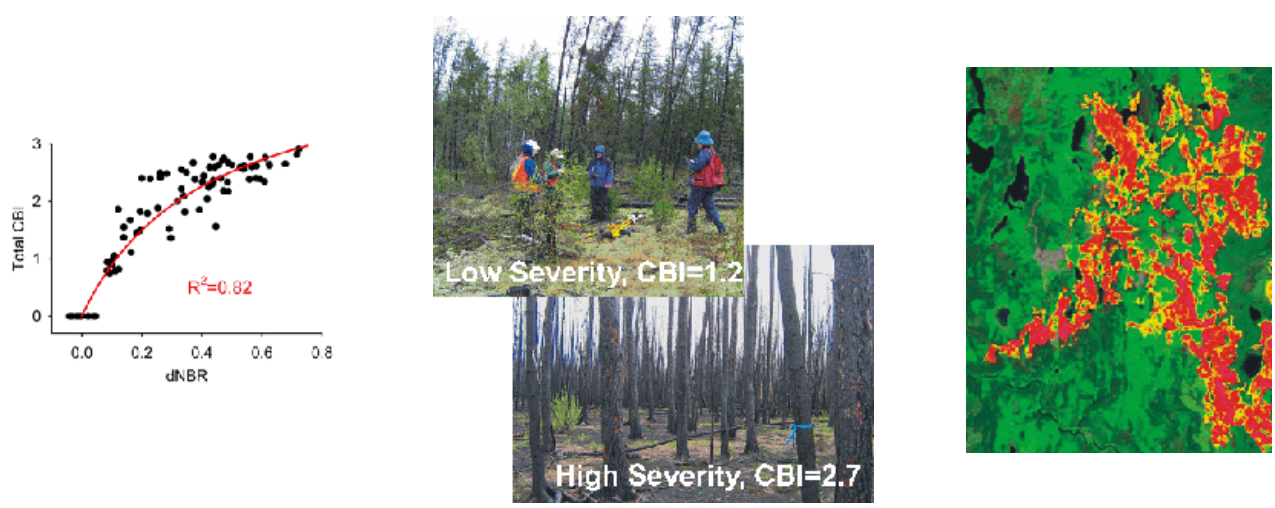 3
2
1
0
Total CBI
R²=0.82
0.0 0.2 0.4 0.6 0.8
dNBR
Low Severity, CBI=1.2
High Severity, CBI=2.7